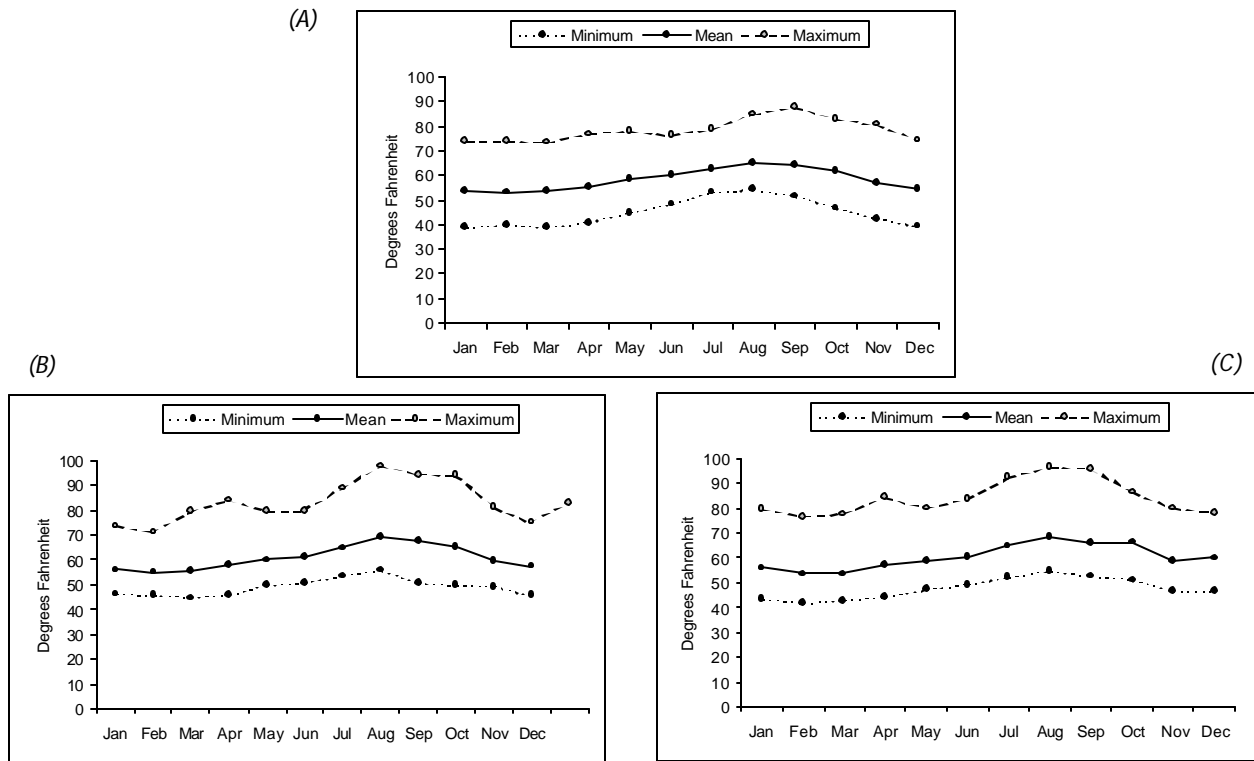 (A)
Minimum Mean Maximum
Degrees Fahrenheit
100
90
80
70
60
50
40
30
20
10
0
Jan Feb Mar Apr May Jun Jul Aug Sep Oct Nov Dec
(B)
Minimum Mean Maximum
Degrees Fahrenheit
100
90
80
70
60
50
40
30
20
10
0
Jan Feb Mar Apr May Jun Jul Aug Sep Oct Nov Dec
(C)
Minimum Mean Maximum
Degrees Fahrenheit
100
90
80
70
60
50
40
30
20
10
0
Jan Feb Mar Apr May Jun Jul Aug Sep Oct Nov Dec